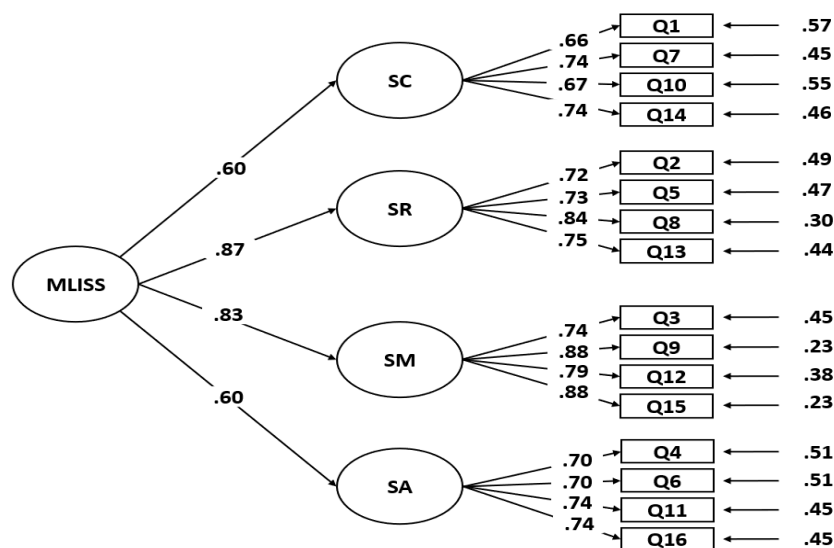 .66 Q1 .57
.74 Q7 .45
SC
.67 Q10 .55
.74 Q14 .46
.60
.72 Q2 .49
.73 Q5 .47
SR
.84 Q8 .30
.75 Q13 .44
.87
MLISS
.83
.74 Q3 .45
.88 Q9 .23
SM
.79 Q12 .38
.88 Q15 .23
.60
.70 Q4 .51
.70 Q6 .51
SA
.74 Q11 .45
.74 Q16 .45